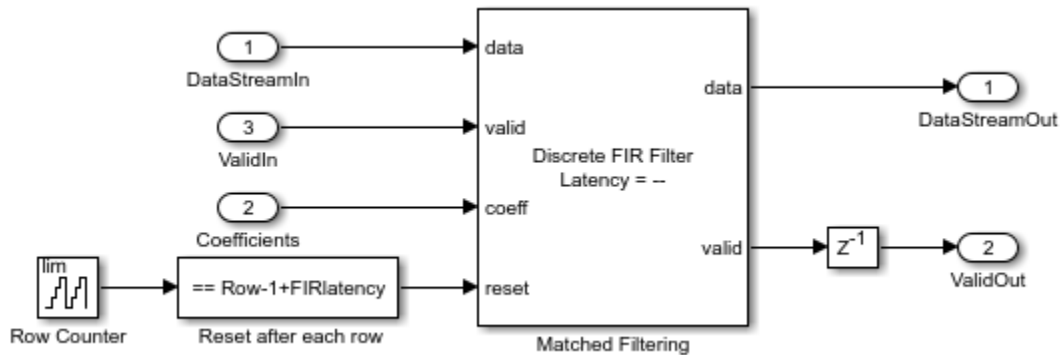 1
DataStreamIn
3
ValidIn
2
Coefficients
lim
Row Counter
== Row-1+FIRlatency
Reset after each row
data
valid
coeff
reset
Discrete FIR Filter
Latency = --
data
valid
Matched Filtering
1
DataStreamOut
Z⁻¹
2
ValidOut